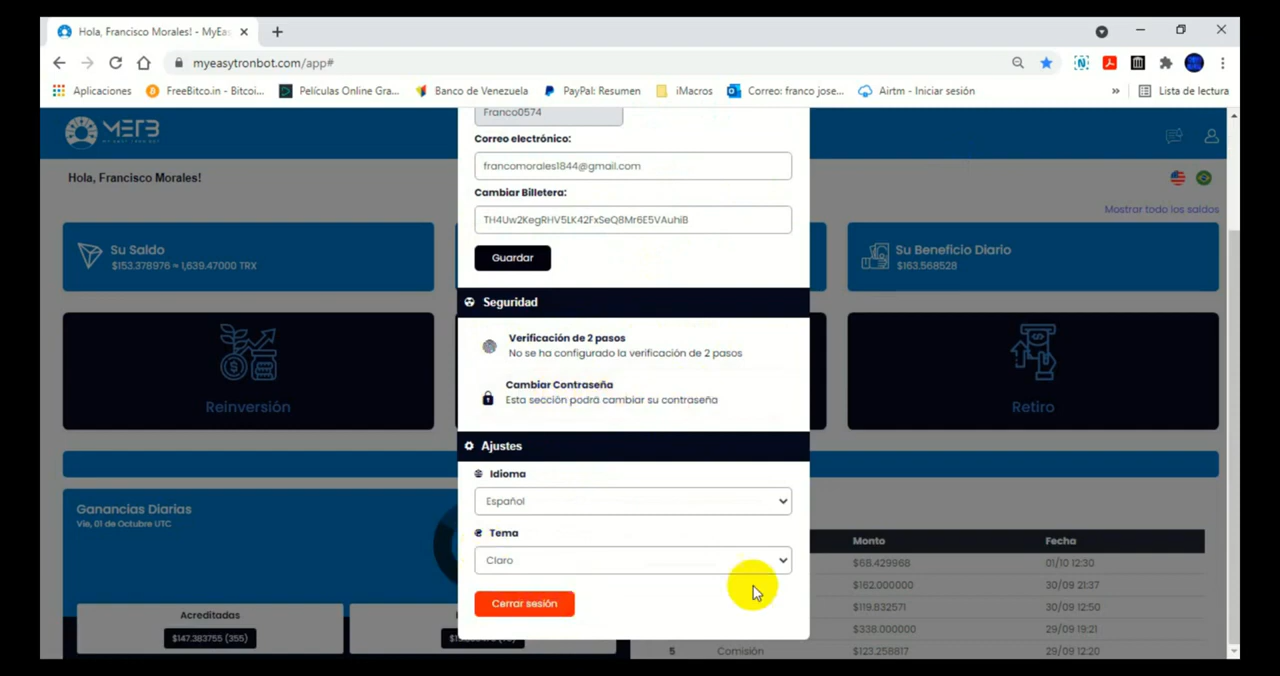 Hola, Francisco Morales! - MyEas
myeasytronbot.com/app#
Aplicaciones
FreeBitco.in - Bitcoi...
Películas Online Gra...
Banco de Venezuela
PayPal: Resumen
iMacros
Correo: franco jose...
Airtm - Iniciar sesión
»
Lista de lectura
Franco0574
Correo electrónico:
francomorales1844@gmail.com
Cambiar Billetera:
TH4Uw2KegRHV5LK42FxSeQ8Mr6E5VAuhiB
Guardar
Seguridad
Verificación de 2 pasos
No se ha configurado la verificación de 2 pasos
Cambiar Contraseña
Esta sección podrá cambiar su contraseña
Ajustes
Idioma
Español
Tema
Claro
Cerrar sesión
Hola, Francisco Morales!
Mostrar todo los saldos
Su Saldo
$153.378976 ≈ 1,639.47000 TRX
Su Beneficio Diario
$163.568528
Reinversión
Retiro
Ganancias Diarias
Vie, 01 de Octubre UTC
Acreditadas
$147.383755 (355)
Monto Fecha
$68.429968 01/10 12:30
$162.000000 30/09 21:37
$119.832571 30/09 12:50
$338.000000 29/09 19:21
5 Comisión $123.258817 29/09 12:20